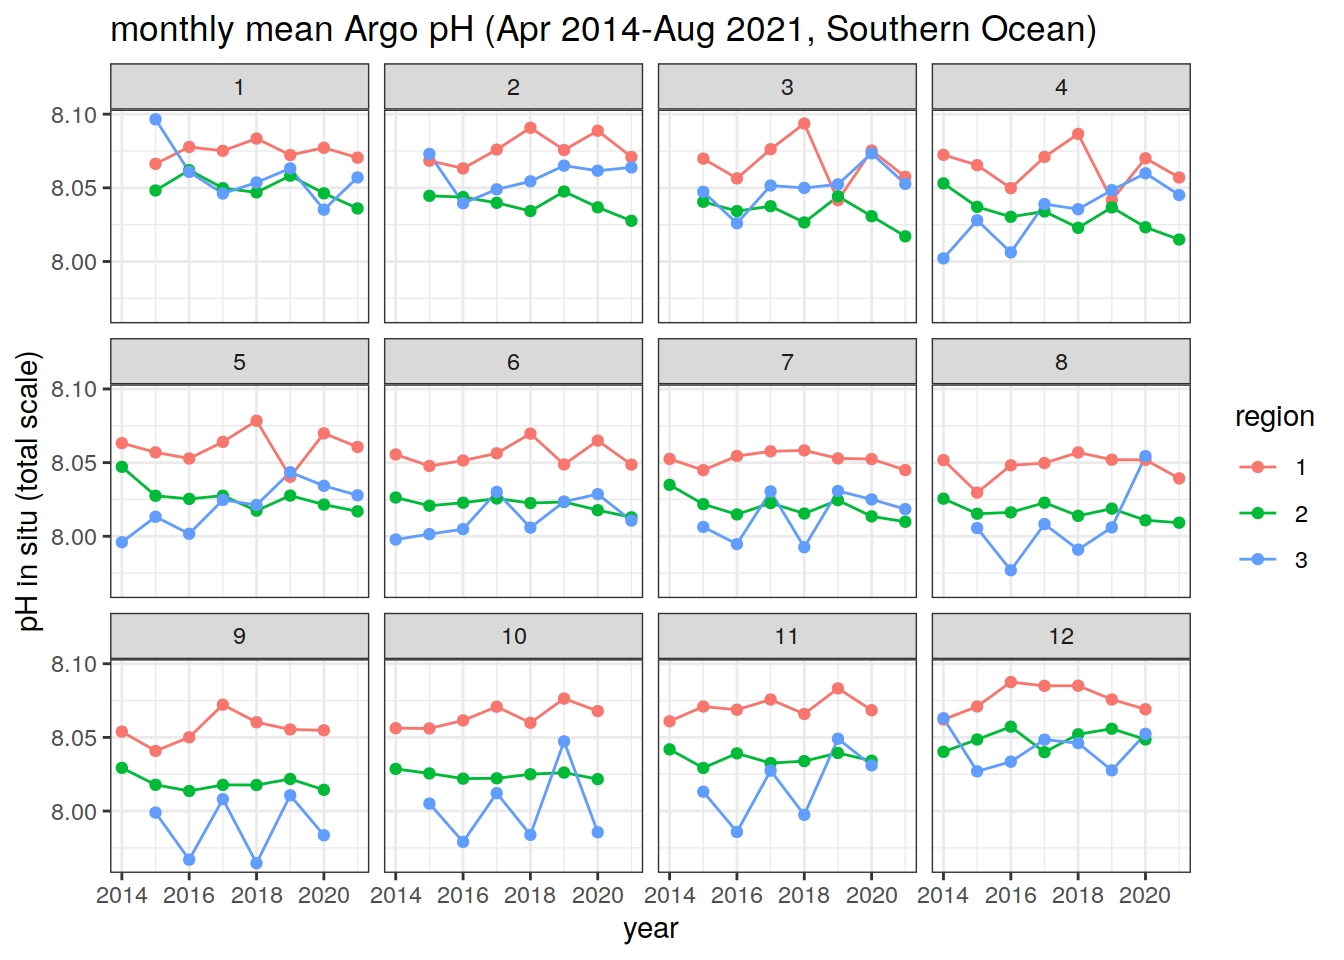 monthly mean Argo pH (Apr 2014-Aug 2021, Southern Ocean)
1 2 3 4
8.10
8.05
8.00
5 6 7 8
8.10
8.05
8.00
9 10 11 12
8.10
8.05
8.00
2014 2016 2018 2020 2014 2016 2018 2020 2014 2016 2018 2020 2014 2016 2018 2020
year
pH in situ (total scale)
region
1
2
3